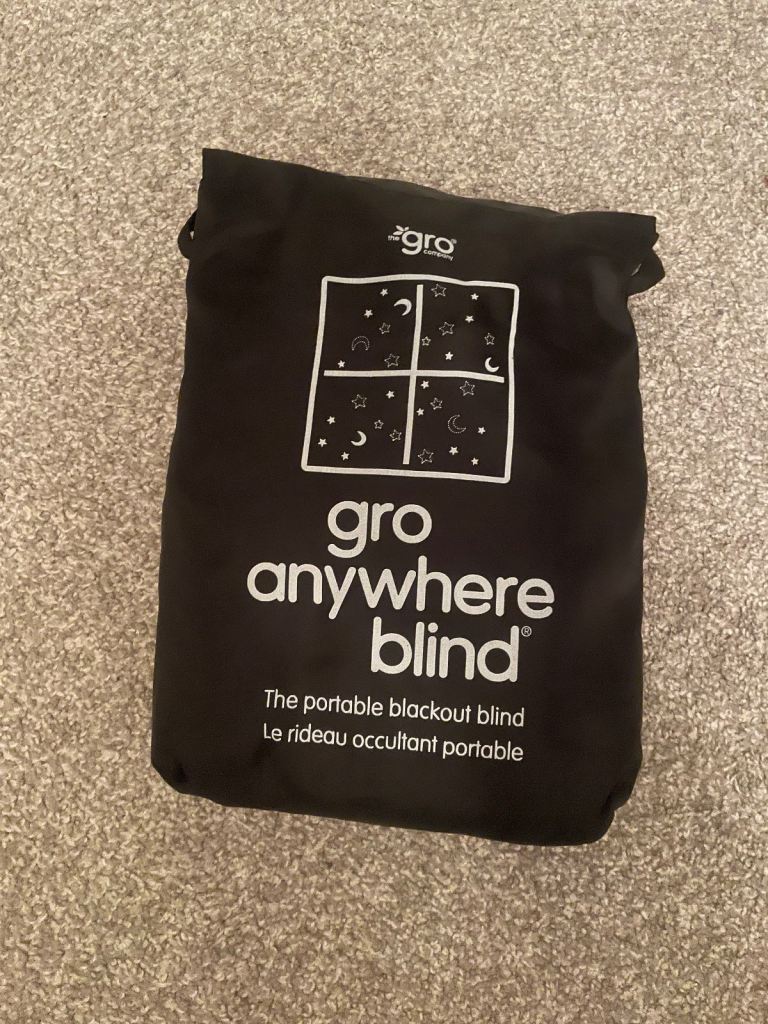 the gro®
company
gro
anywhere
blind®
The portable blackout blind
Le rideau occultant portable